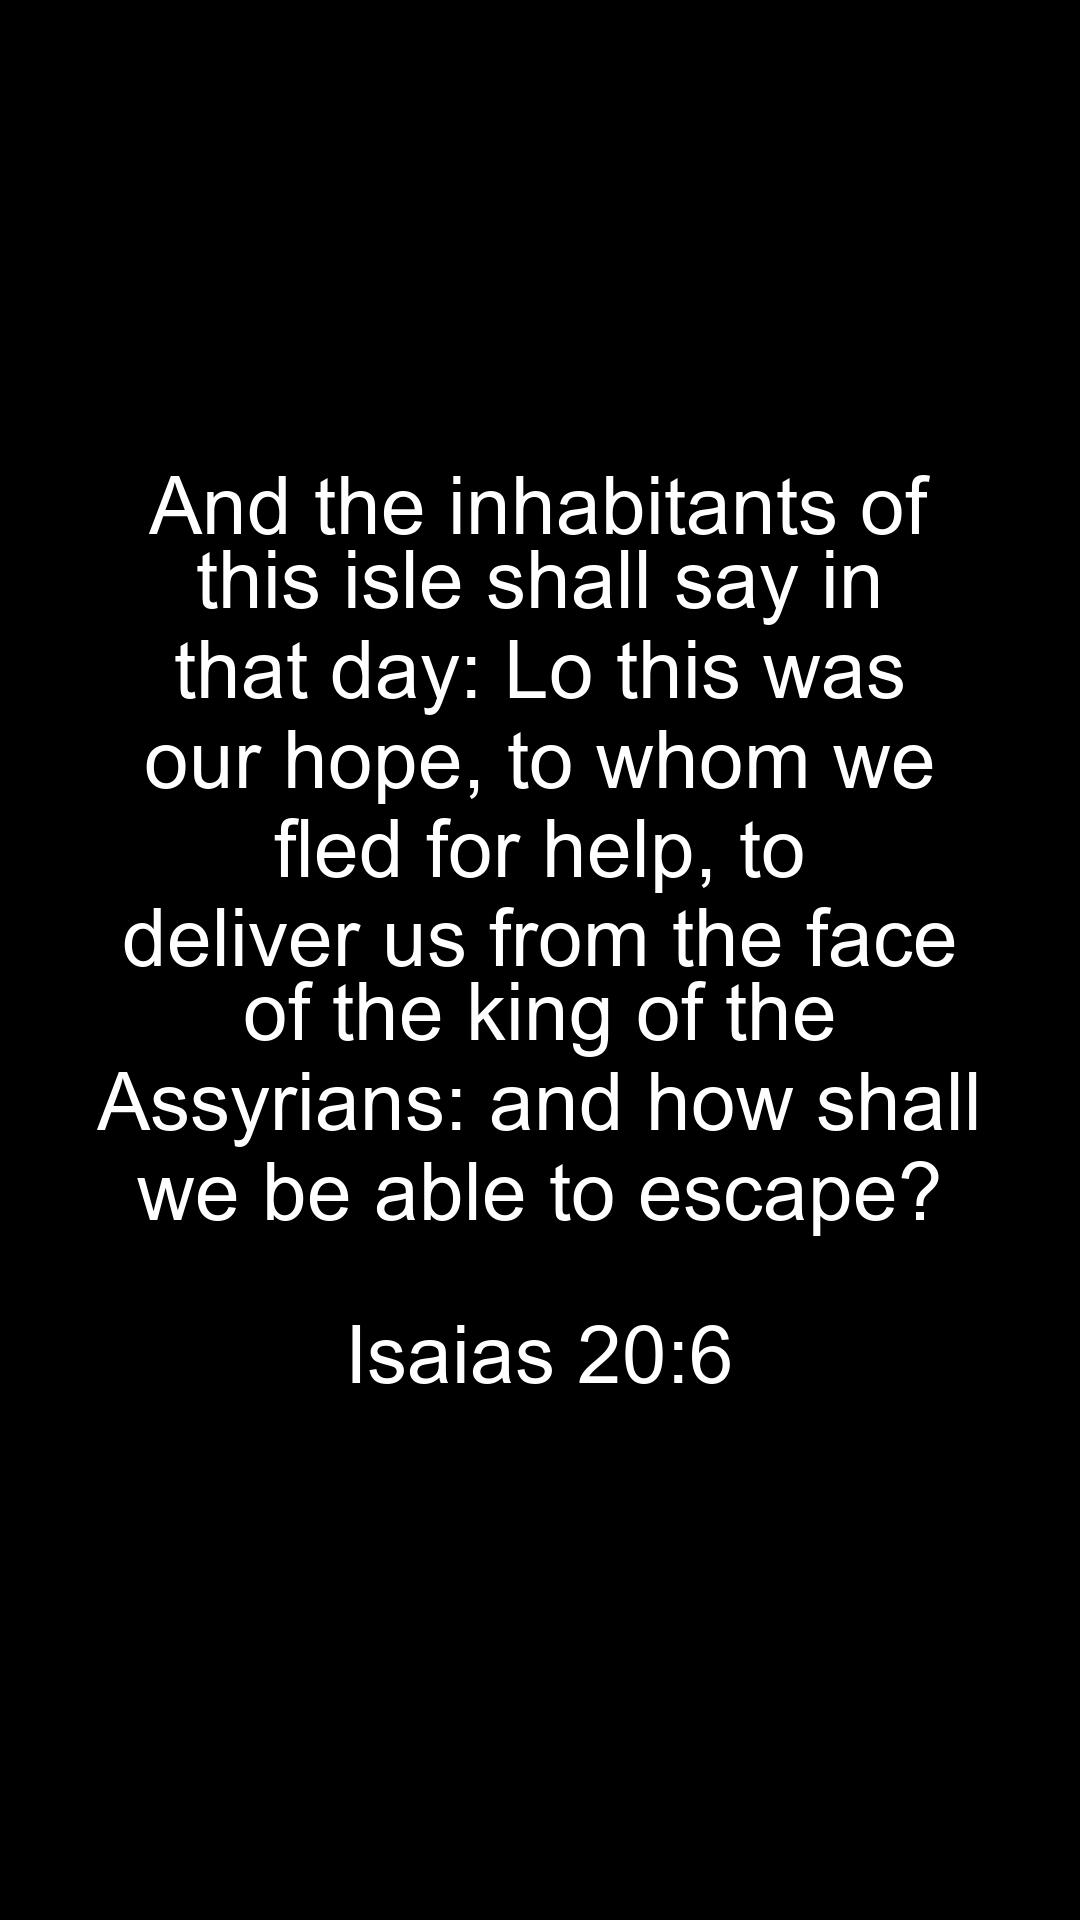 And the inhabitants of
this isle shall say in
that day: Lo this was
our hope, to whom we
fled for help, to
deliver us from the face
of the king of the
Assyrians: and how shall
we be able to escape?
Isaias 20:6